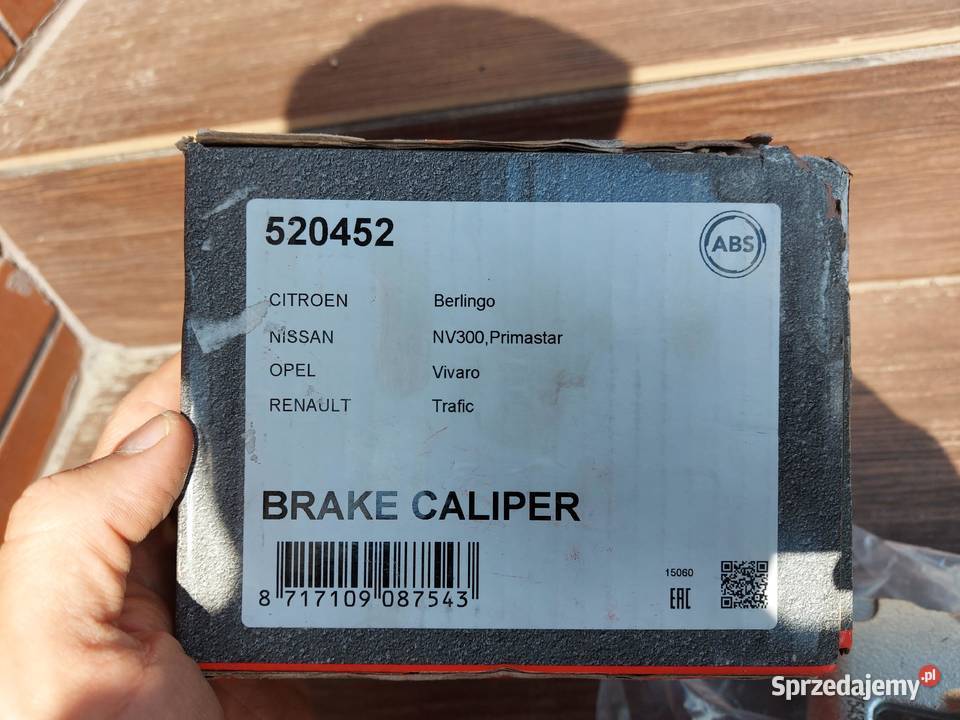 520452
ABS
CITROEN Berlingo
NISSAN NV300,Primastar
OPEL Vivaro
RENAULT Trafic
BRAKE CALIPER
8 717109 087543
15060
EAC
Sprzedajemy.pl